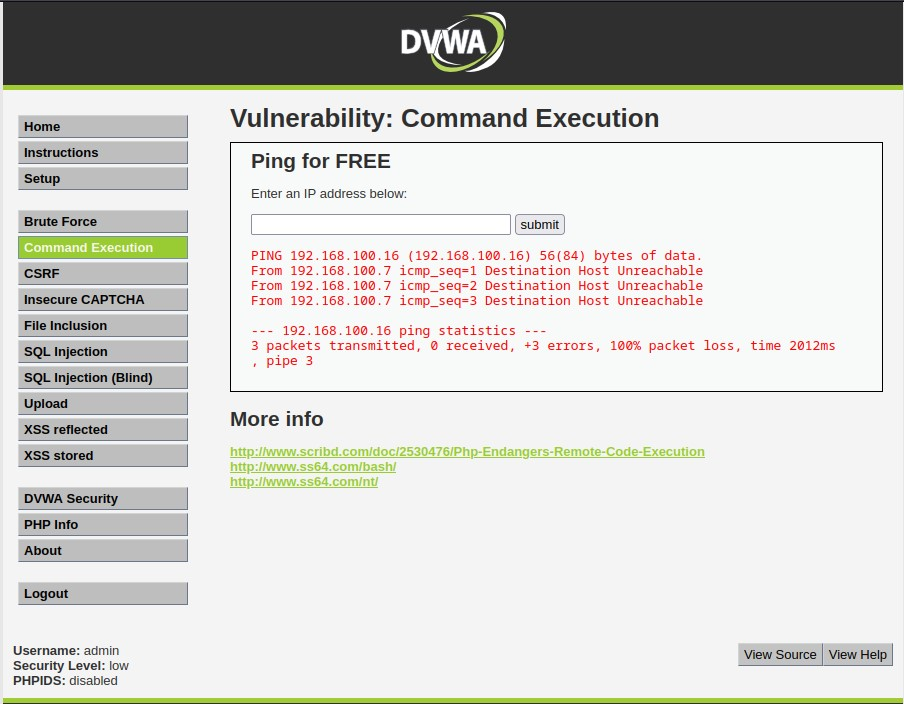 DVWA
Home
Instructions
Setup
Brute Force
Command Execution
CSRF
Insecure CAPTCHA
File Inclusion
SQL Injection
SQL Injection (Blind)
Upload
XSS reflected
XSS stored
DVWA Security
PHP Info
About
Logout
Vulnerability: Command Execution
Ping for FREE
Enter an IP address below:
submit
PING 192.168.100.16 (192.168.100.16) 56(84) bytes of data.
From 192.168.100.7 icmp_seq=1 Destination Host Unreachable
From 192.168.100.7 icmp_seq=2 Destination Host Unreachable
From 192.168.100.7 icmp_seq=3 Destination Host Unreachable
--- 192.168.100.16 ping statistics ---
3 packets transmitted, 0 received, +3 errors, 100% packet loss, time 2012ms
, pipe 3
More info
http://www.scribd.com/doc/2530476/Php-Endangers-Remote-Code-Execution
http://www.ss64.com/bash/
http://www.ss64.com/nt/
Username: admin
Security Level: low
PHPIDS: disabled
View Source View Help